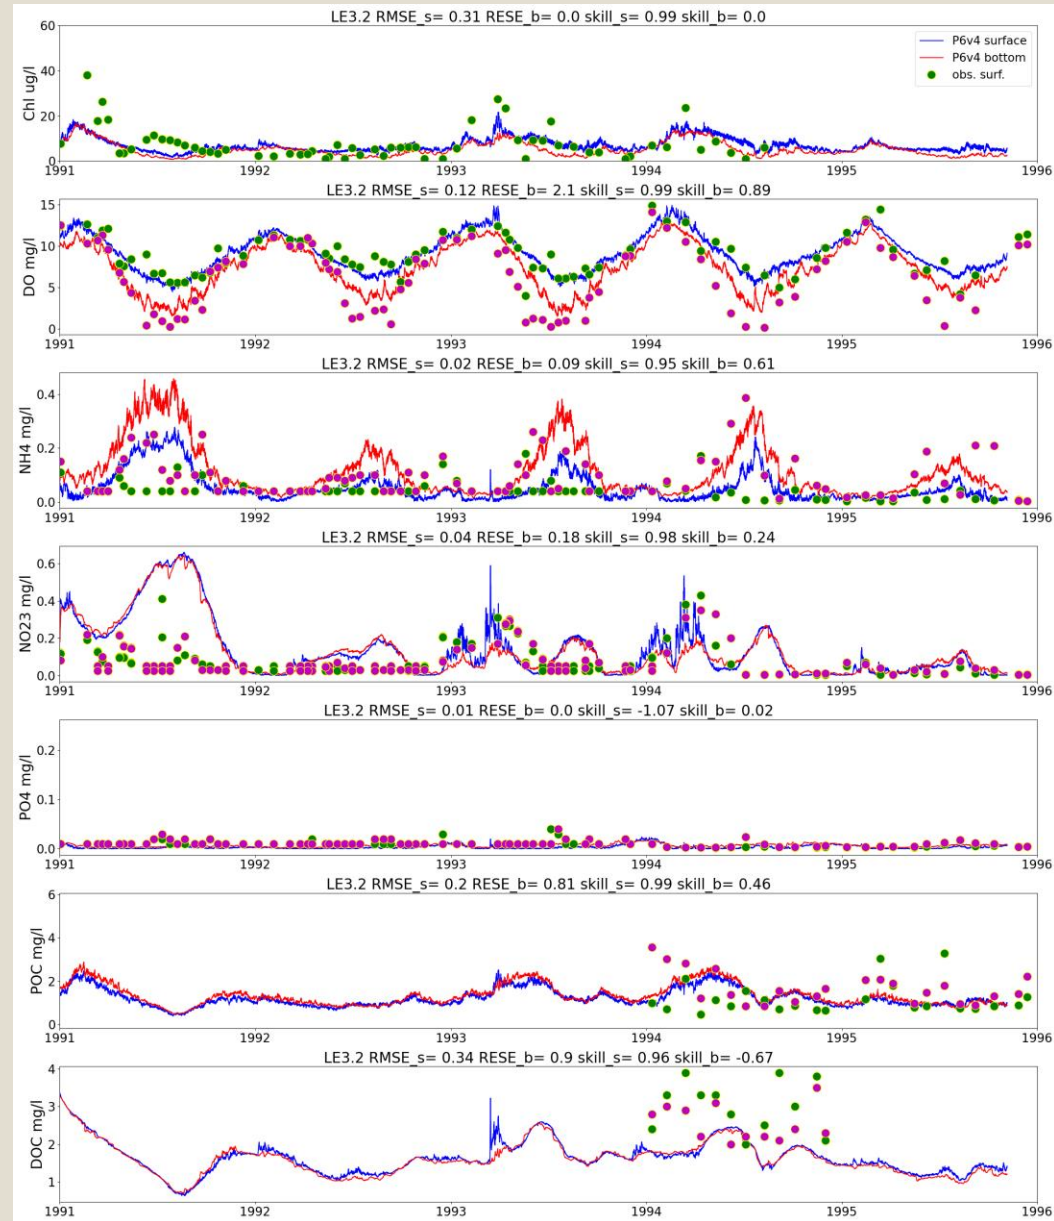 LE3.2 RMSE_s= 0.31 RESE_b= 0.0 skill_s= 0.99 skill_b= 0.0
Chl ug/l
60
40
20
0
P6v4 surface
P6v4 bottom
obs. surf.
1991 1992 1993 1994 1995 1996
LE3.2 RMSE_s= 0.12 RESE_b= 2.1 skill_s= 0.99 skill_b= 0.89
DO mg/l
15
10
5
0
1991 1992 1993 1994 1995 1996
LE3.2 RMSE_s= 0.02 RESE_b= 0.09 skill_s= 0.95 skill_b= 0.61
NH4 mg/l
0.4
0.2
0.0
1991 1992 1993 1994 1995 1996
LE3.2 RMSE_s= 0.04 RESE_b= 0.18 skill_s= 0.98 skill_b= 0.24
NO23 mg/l
0.6
0.4
0.2
0.0
1991 1992 1993 1994 1995 1996
LE3.2 RMSE_s= 0.01 RESE_b= 0.0 skill_s= -1.07 skill_b= 0.02
PO4 mg/l
0.2
0.1
0.0
1991 1992 1993 1994 1995 1996
LE3.2 RMSE_s= 0.2 RESE_b= 0.81 skill_s= 0.99 skill_b= 0.46
POC mg/l
6
4
2
0
1991 1992 1993 1994 1995 1996
LE3.2 RMSE_s= 0.34 RESE_b= 0.9 skill_s= 0.96 skill_b= -0.67
DOC mg/l
4
3
2
1
1991 1992 1993 1994 1995 1996